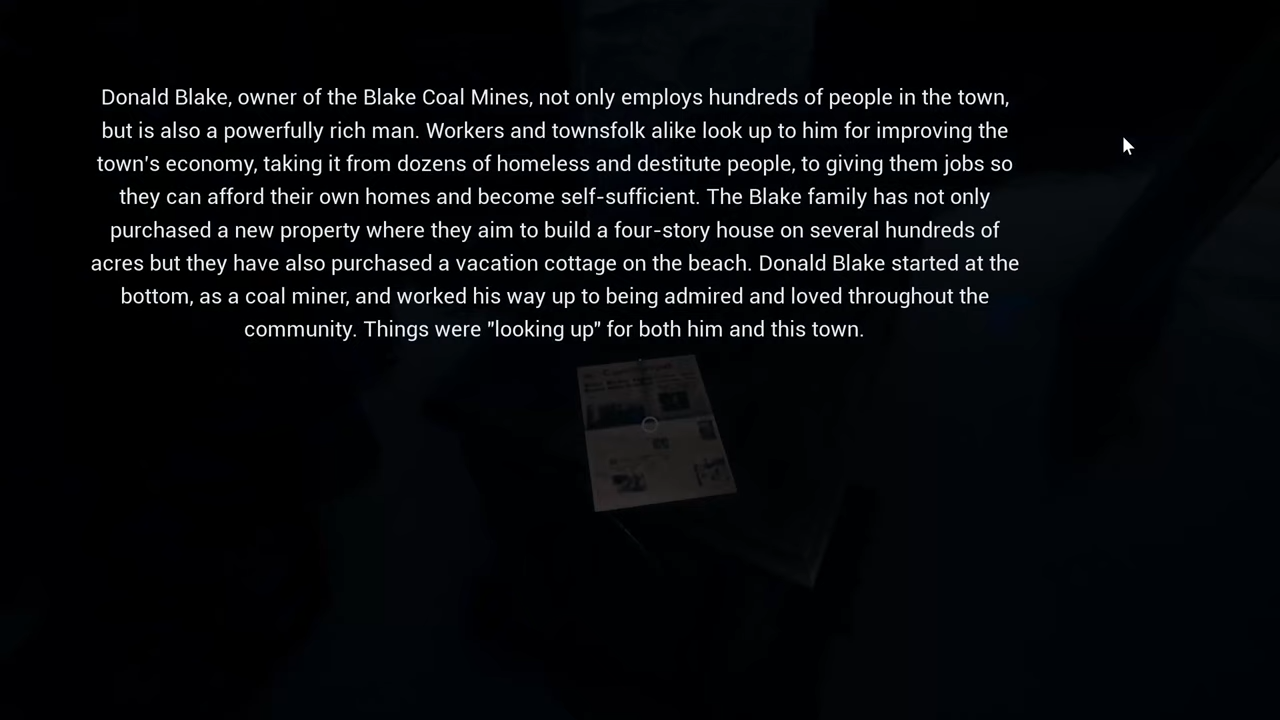 Donald Blake, owner of the Blake Coal Mines, not only employs hundreds of people in the town,
but is also a powerfully rich man. Workers and townsfolk alike look up to him for improving the
town's economy, taking it from dozens of homeless and destitute people, to giving them jobs so
they can afford their own homes and become self-sufficient. The Blake family has not only
purchased a new property where they aim to build a four-story house on several hundreds of
acres but they have also purchased a vacation cottage on the beach. Donald Blake started at the
bottom, as a coal miner, and worked his way up to being admired and loved throughout the
community. Things were "looking up" for both him and this town.